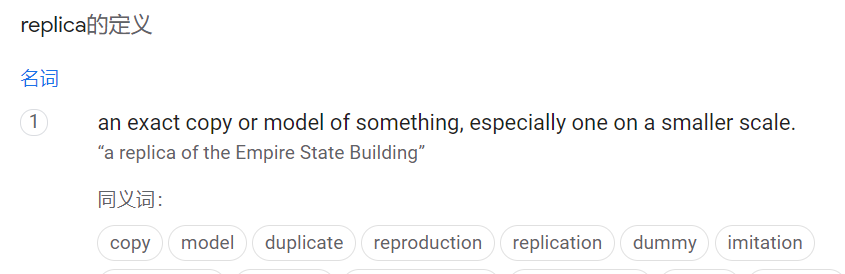 replica的定义
名词
1 an exact copy or model of something, especially one on a smaller scale.
“a replica of the Empire State Building”
同义词：
copy model duplicate reproduction replication dummy imitation